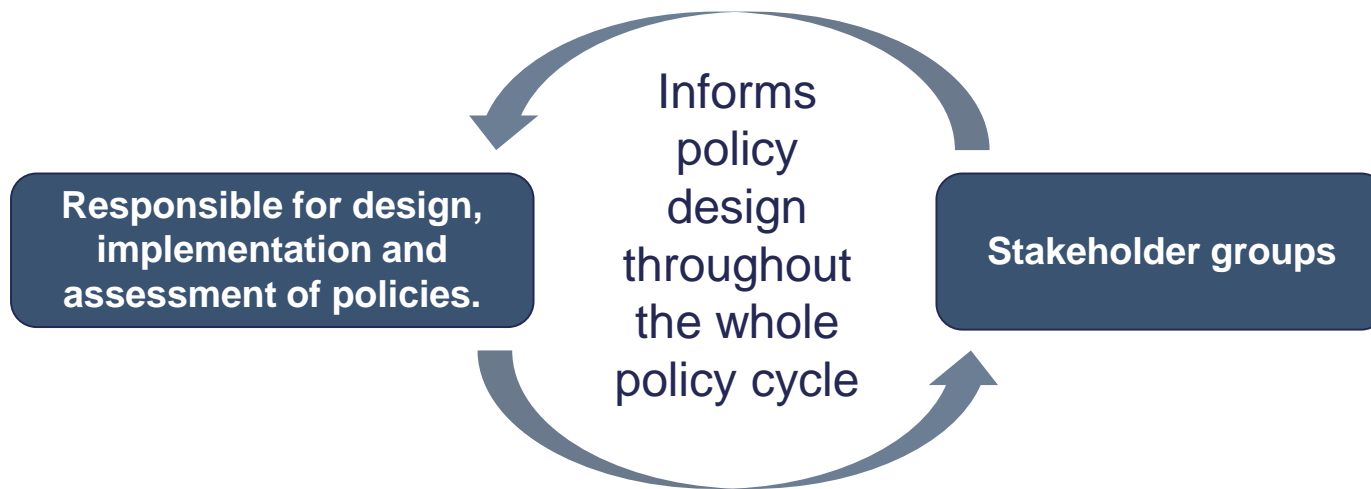 Responsible for design,
implementation and
assessment of policies.
Informs
policy
design
throughout
the whole
policy cycle
Stakeholder groups